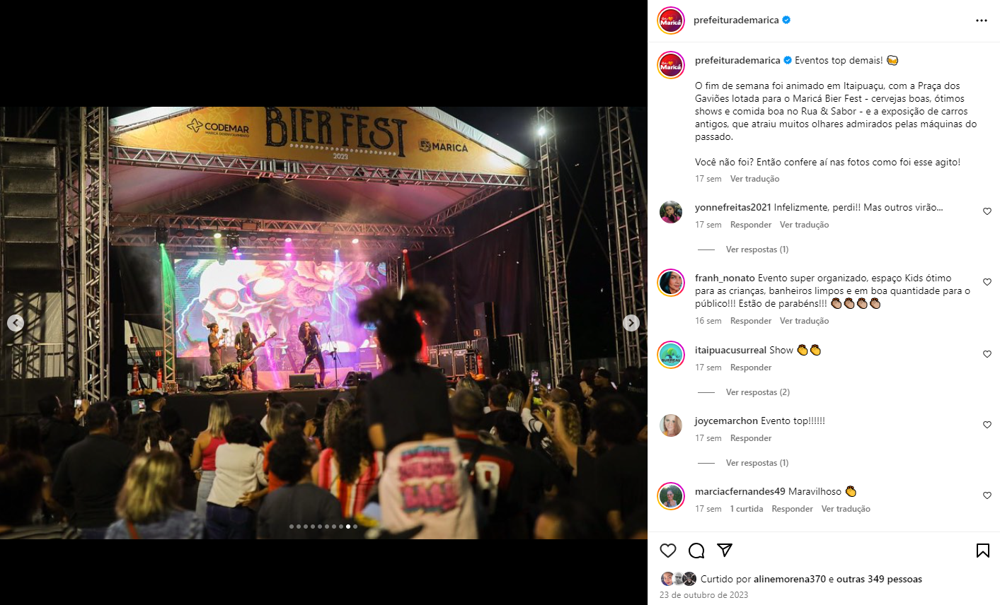 CODEMAR
MARICÁ DESENVOLVIMENTO
BIER FEST
2023
MARICÁ
prefeiturademarica
prefeiturademarica Eventos top demais! 🍻
O fim de semana foi animado em Itaipuaçu, com a Praça dos
Gaviões lotada para o Maricá Bier Fest - cervejas boas, ótimos
shows e comida boa no Rua & Sabor - e a exposição de carros
antigos, que atraiu muitos olhares admirados pelas máquinas do
passado.
Você não foi? Então confere aí nas fotos como foi esse agito!
17 sem Ver tradução
yonnefreitas2021 Infelizmente, perdi!! Mas outros virão...
17 sem Responder Ver tradução
Ver respostas (1)
franh_nonato Evento super organizado, espaço Kids ótimo
para as crianças, banheiros limpos e em boa quantidade para o
público!!! Estão de parabéns!!! 👏🏼👏🏼👏🏼👏🏼
16 sem Responder Ver tradução
itaipuacusurreal Show 👏👏
17 sem Responder
Ver respostas (2)
joycemarchon Evento top!!!!!!
17 sem Responder
Ver respostas (1)
marciacfernandes49 Maravilhoso 👏
17 sem 1 curtida Responder Ver tradução
Curtido por alinemorena370 e outras 349 pessoas
23 de outubro de 2023